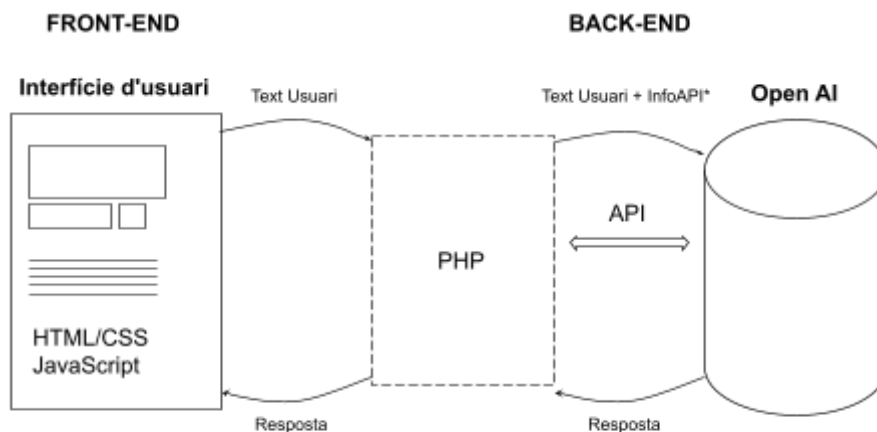 FRONT-END
BACK-END
Interfície d'usuari
Text Usuari
Text Usuari + InfoAPI*
Open AI
API
PHP
HTML/CSS
JavaScript
Resposta
Resposta